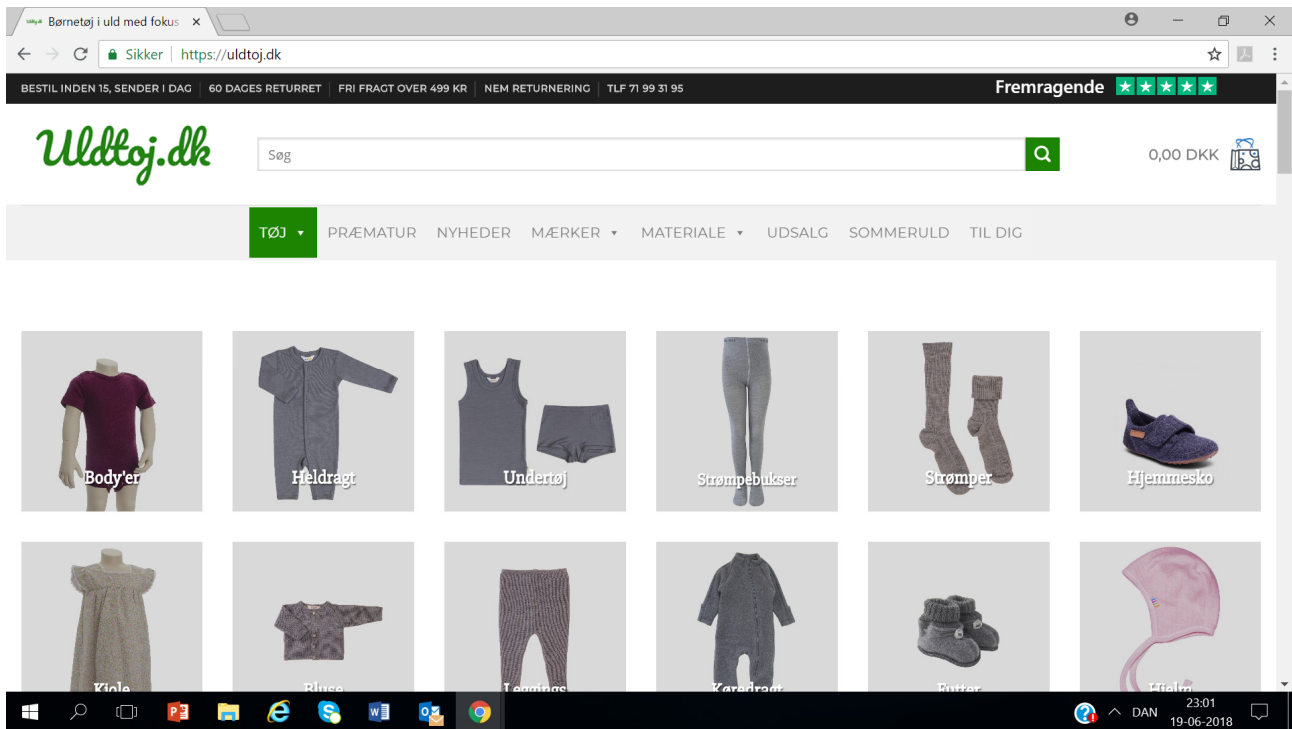 Børnetøj i uld med fokus
Sikker https://uldtoj.dk
BESTIL INDEN 15, SENDER I DAG 60 DAGES RETURRET FRI FRAGT OVER 499 KR NEM RETURNERING TLF 71 99 31 95 Fremragende
Uldtoj.dk
Søg
0,00 DKK
TØJ PRÆMATUR NYHEDER MÆRKER MATERIALE UDSALG SOMMERULD TIL DIG
Body'er Heldragt Undertøj Strømpebukser Strømper Hjemmesko
Kjole Bluse Leggings Køredragt Futter Hjelm
DAN 23:01
19-06-2018